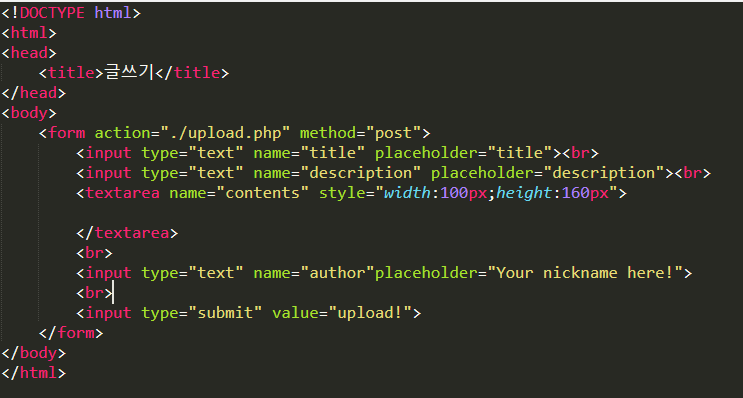 <!DOCTYPE html>
<html>
<head>
    <title>글쓰기</title>
</head>
<body>
    <form action="./upload.php" method="post">
        <input type="text" name="title" placeholder="title"><br>
        <input type="text" name="description" placeholder="description"><br>
        <textarea name="contents" style="width:100px;height:160px">

        </textarea>
        <br>
        <input type="text" name="author"placeholder="Your nickname here!">
        <br>
        <input type="submit" value="upload!">
    </form>
</body>
</html>